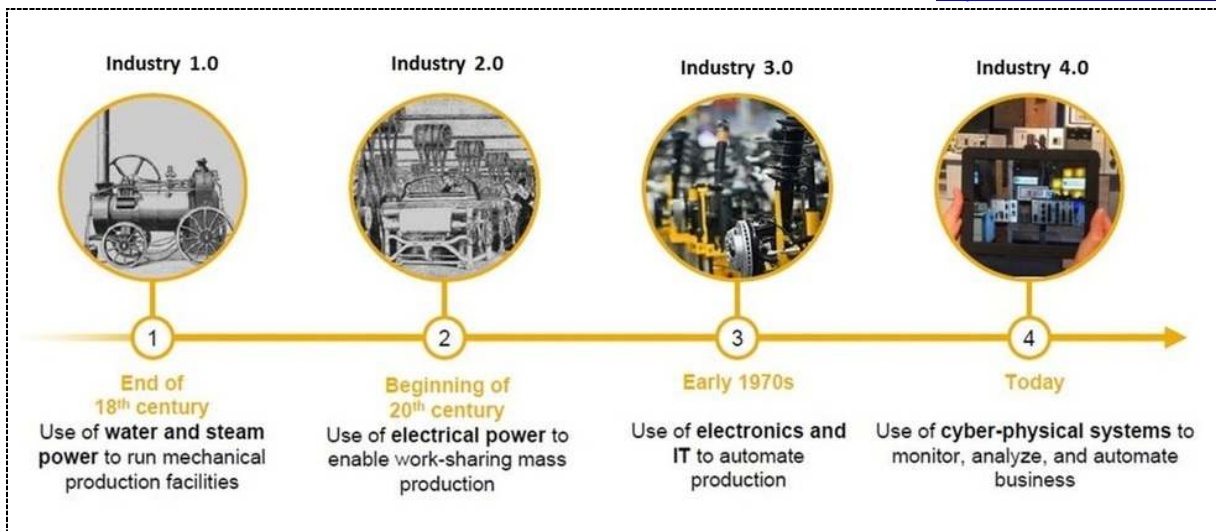 Industry 1.0
Industry 2.0
Industry 3.0
Industry 4.0
1
2
3
4
End of
18th century
Use of water and steam
power to run mechanical
production facilities
Beginning of
20th century
Use of electrical power to
enable work-sharing mass
production
Early 1970s
Use of electronics and
IT to automate
production
Today
Use of cyber-physical systems to
monitor, analyze, and automate
business